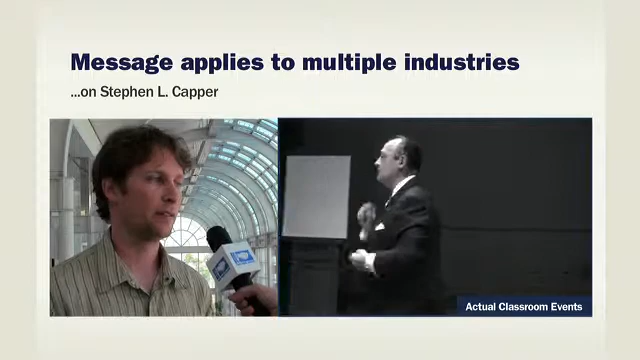 Message applies to multiple industries
...on Stephen L. Capper
Actual Classroom Events